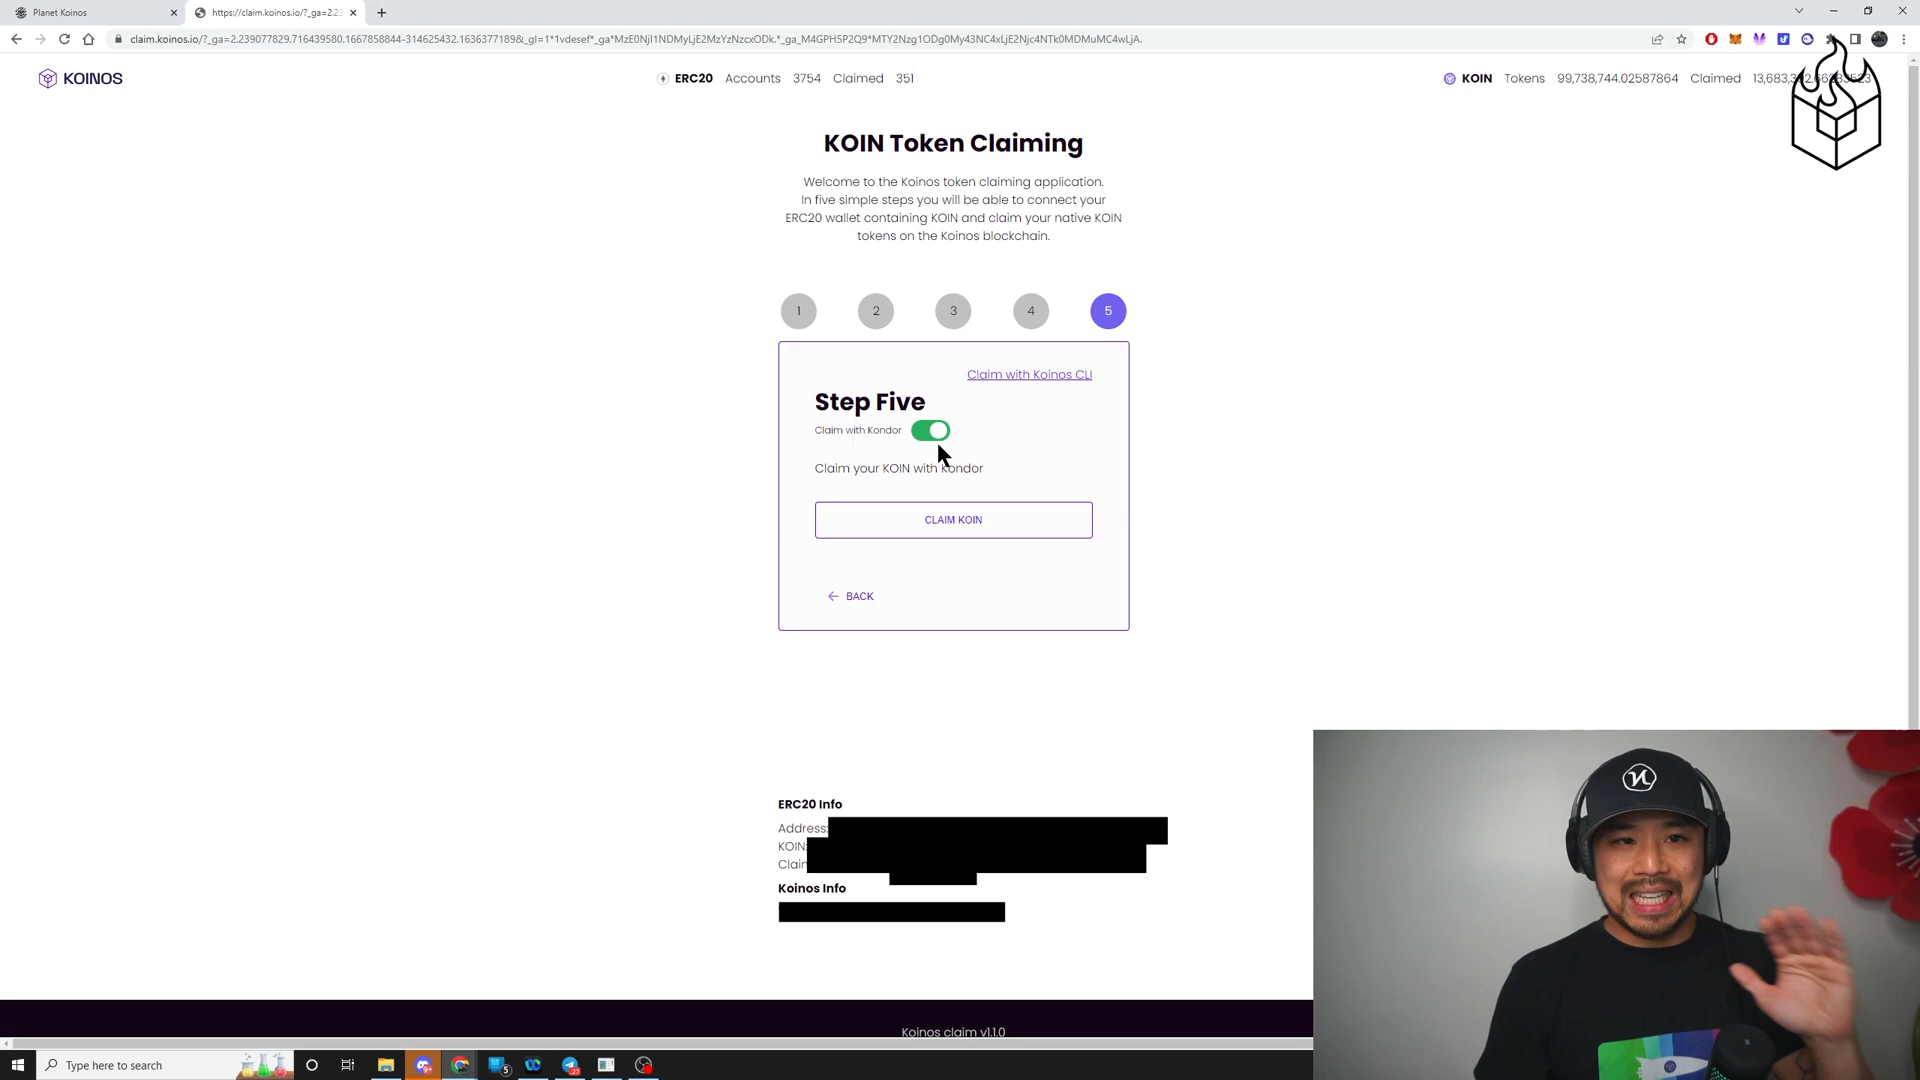 Planet Koinos
https://claim.koinos.io/?_ga=2.23
claim.koinos.io/?_ga=2.239077829.716439580.1667858844-314625432.1636377189&_gl=1*1vdesef*_ga*MzE0NjI1NDMyLjE2MzYzNzcxODk.*_ga_M4GPH5P2Q9*MTY2Nzg1ODg0My43NC4xLjE2Njc4NTk0MDMuMC4wLjA.
KOINOS
ERC20 Accounts 3754 Claimed 351
KOIN Tokens 99,738,744.02587864 Claimed
KOIN Token Claiming
Welcome to the Koinos token claiming application.
In five simple steps you will be able to connect your
ERC20 wallet containing KOIN and claim your native KOIN
tokens on the Koinos blockchain.
1 2 3 4 5
Claim with Koinos CLI
Step Five
Claim with Kondor
Claim your KOIN with Kondor
CLAIM KOIN
← BACK
ERC20 Info
Address:
KOIN:
Koinos Info
Koinos claim v1.1.0
Type here to search
5